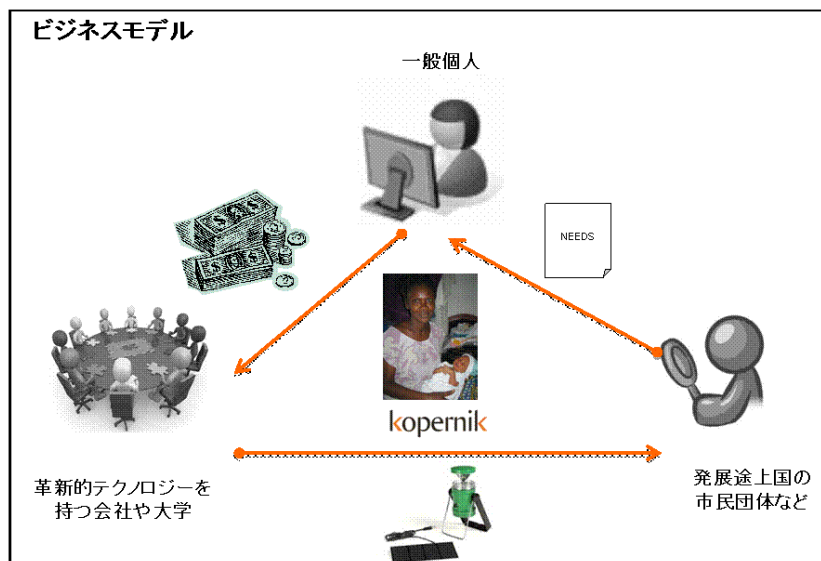 ビジネスモデル
一般個人
NEEDS
kopernik
革新的テクノロジーを
持つ会社や大学
発展途上国の
市民団体など